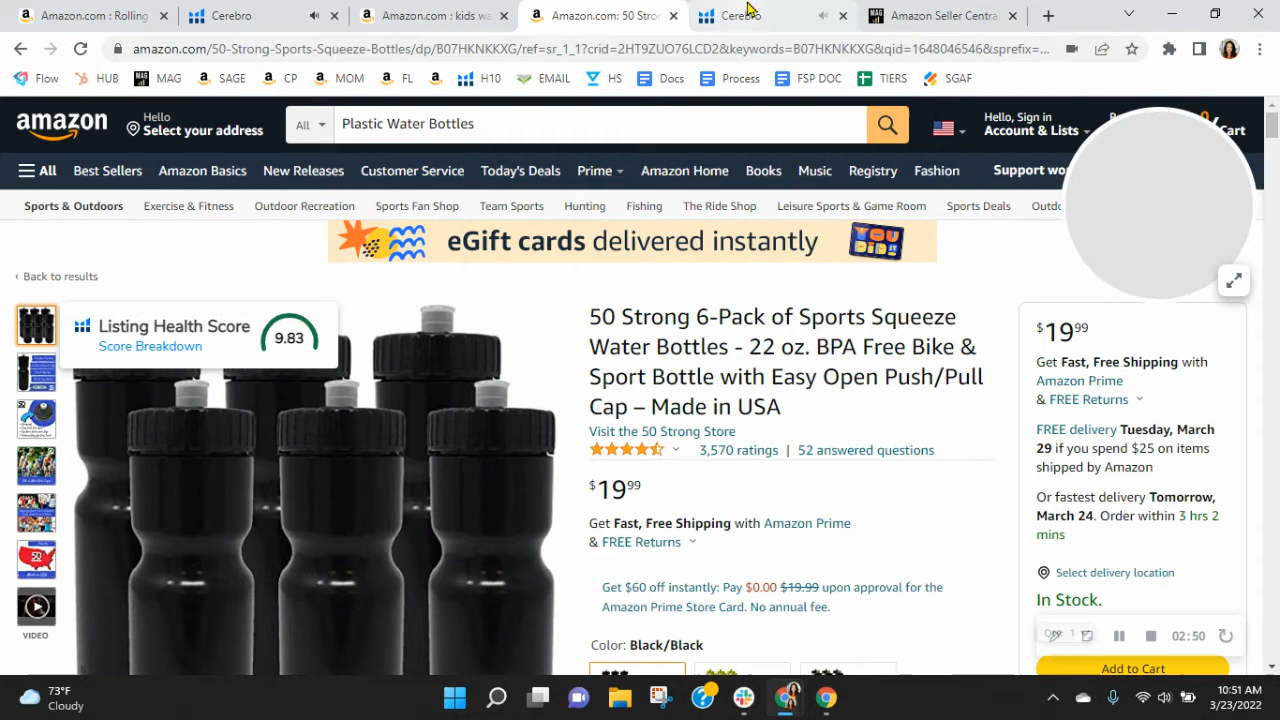 Amazon.com : Rolling
Cerebro
Amazon.com : kids wa
Amazon.com: 50 Stron
Cerebro
Amazon Seller Central
amazon.com/50-Strong-Sports-Squeeze-Bottles/dp/B07HKNKKXG/ref=sr_1_1?crid=2HT9ZUO76LCD2&keywords=B07HKNKKXG&qid=1648046546&sprefix=...
Flow HUB MAG SAGE CP MOM FL H10 EMAIL HS Docs Process FSP DOC TIERS SGAF
amazon
Hello
Select your address
All
Plastic Water Bottles
Hello, Sign in
Account & Lists
Cart
All Best Sellers Amazon Basics New Releases Customer Service Today's Deals Prime Amazon Home Books Music Registry Fashion
Sports & Outdoors Exercise & Fitness Outdoor Recreation Sports Fan Shop Team Sports Hunting Fishing The Ride Shop Leisure Sports & Game Room Sports Deals
eGift cards delivered instantly
YOU DID IT
‹ Back to results
Listing Health Score
Score Breakdown
9.83
VIDEO
50 Strong 6-Pack of Sports Squeeze
Water Bottles - 22 oz. BPA Free Bike &
Sport Bottle with Easy Open Push/Pull
Cap – Made in USA
Visit the 50 Strong Store
3,570 ratings | 52 answered questions
$19.99
Get Fast, Free Shipping with Amazon Prime
& FREE Returns
Get $60 off instantly: Pay $0.00 $19.99 upon approval for the
Amazon Prime Store Card. No annual fee.
Color: Black/Black
$19.99
Get Fast, Free Shipping with
Amazon Prime
& FREE Returns
FREE delivery Tuesday, March
29 if you spend $25 on items
shipped by Amazon
Or fastest delivery Tomorrow,
March 24. Order within 3 hrs 2
mins
Select delivery location
In Stock.
02:50
Add to Cart
73°F
Cloudy
10:51 AM
3/23/2022